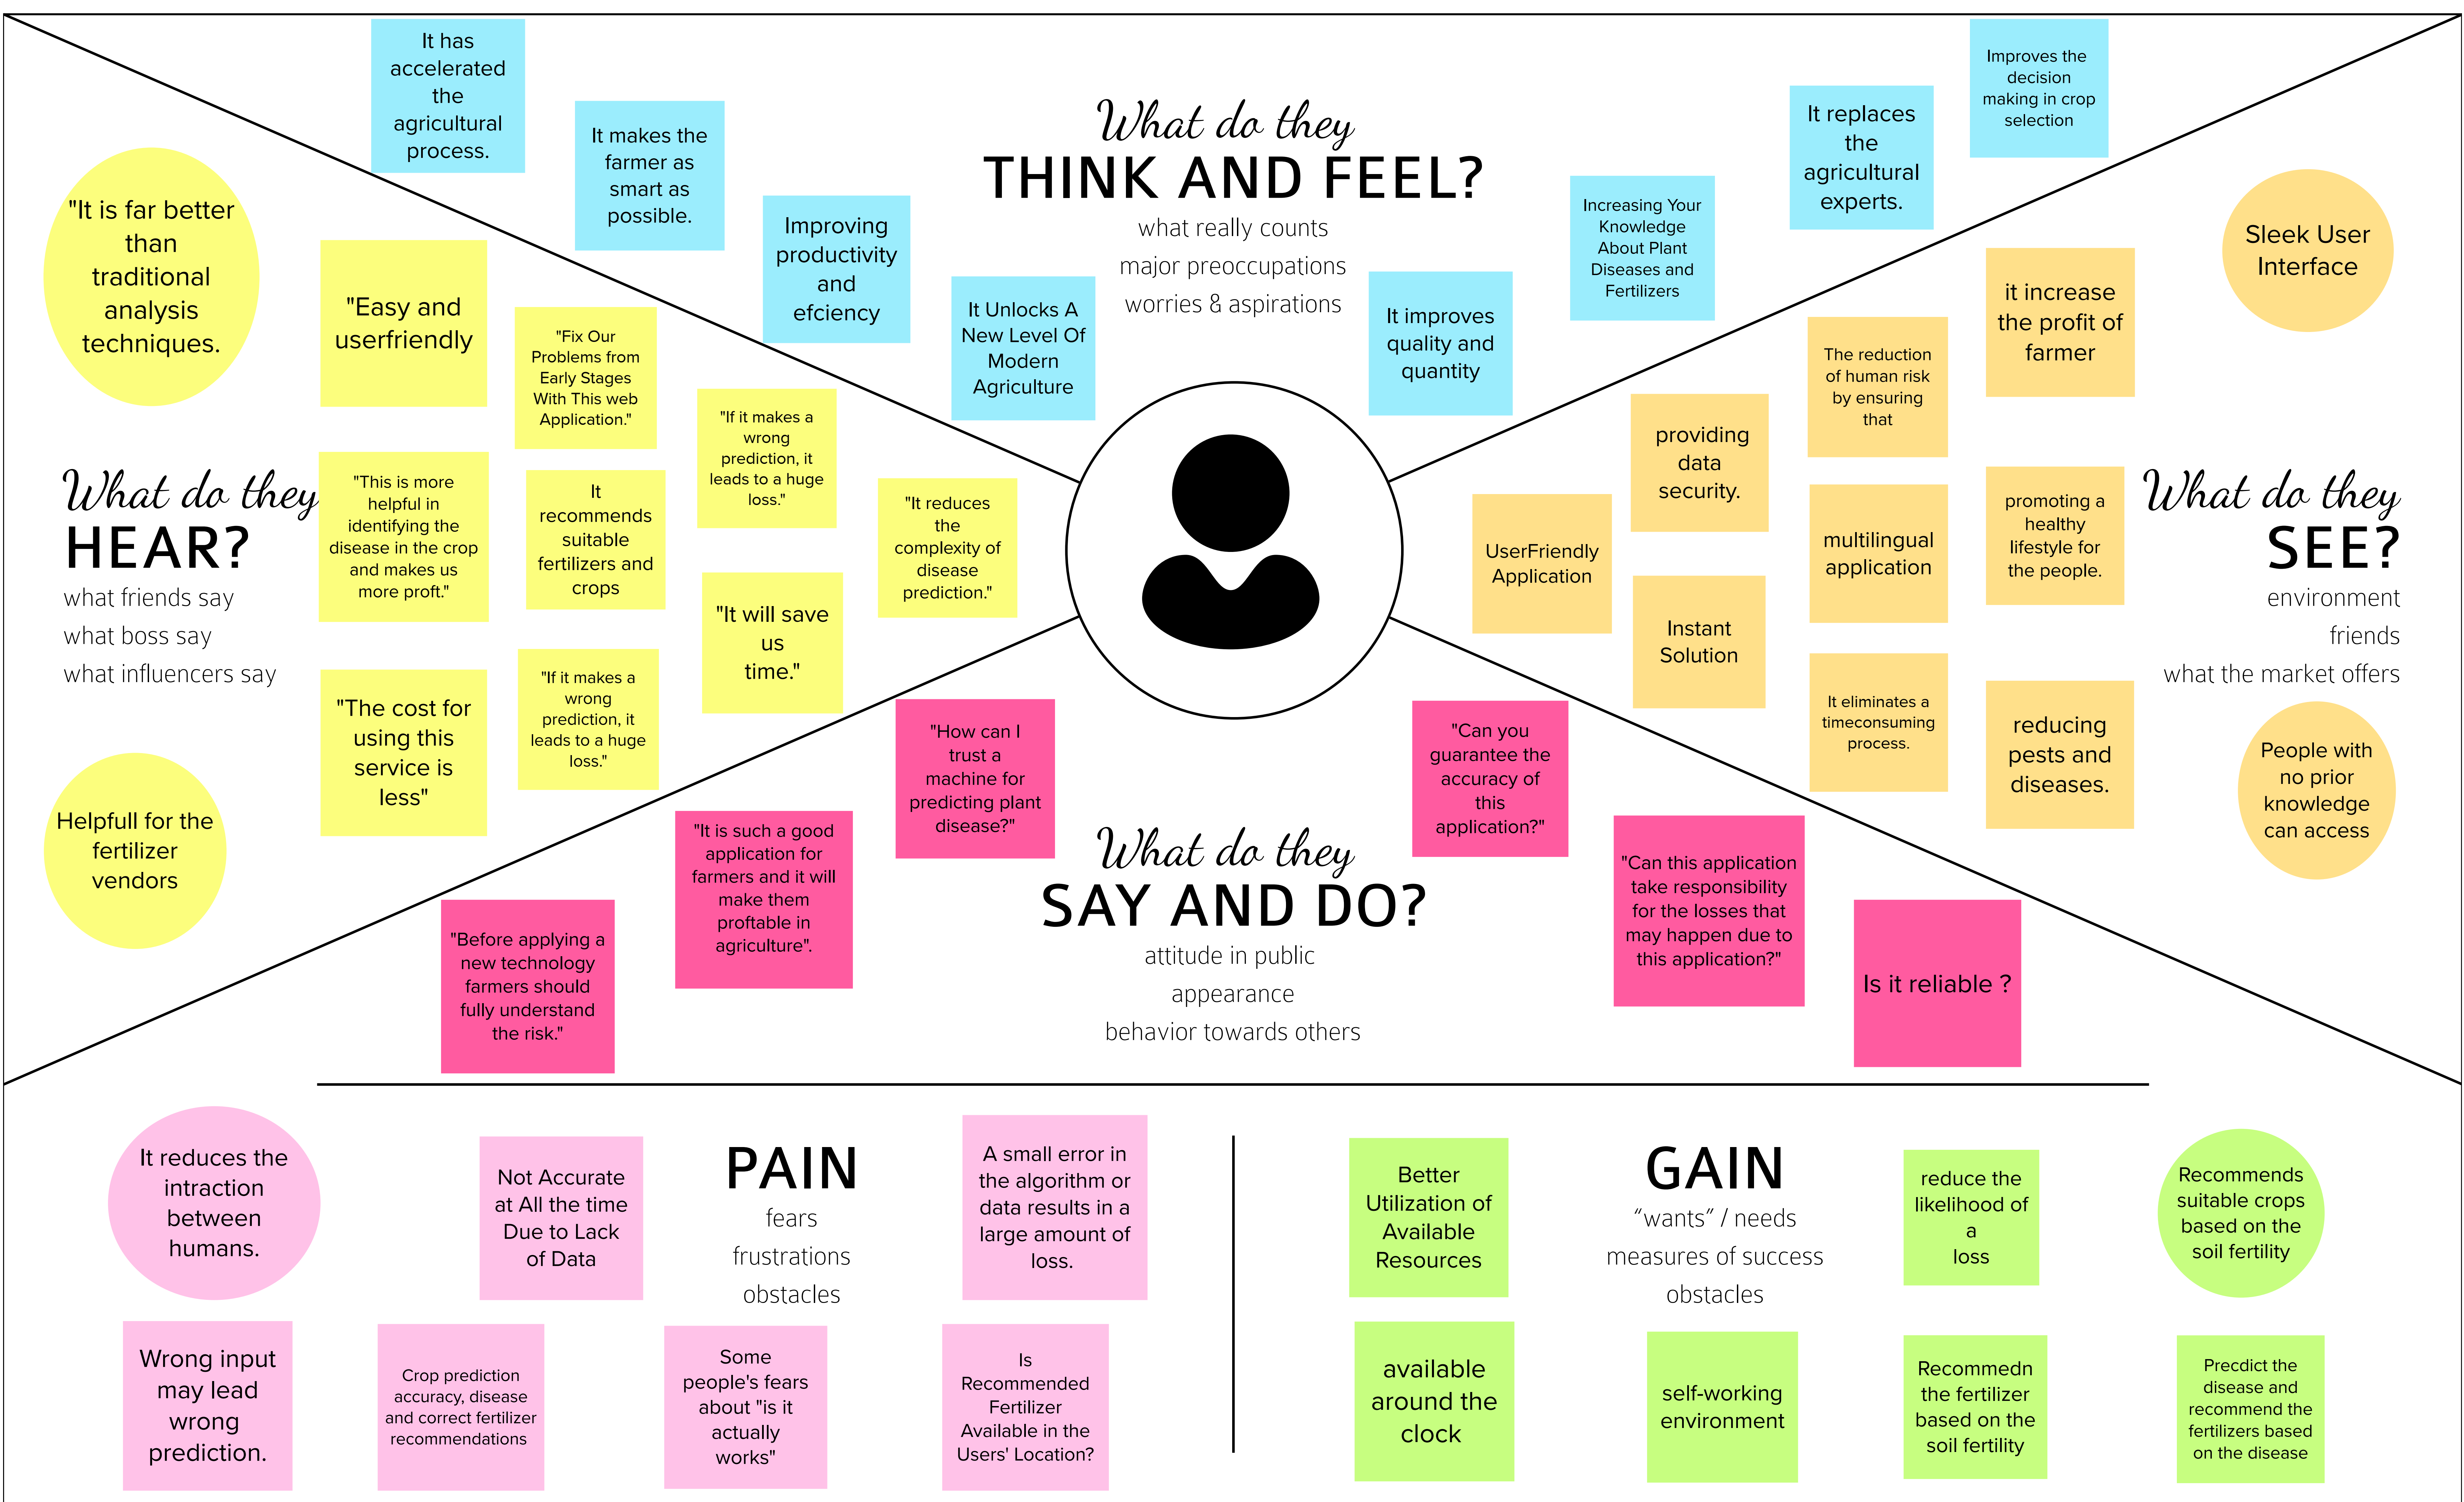 What do they
THINK AND FEEL?
what really counts
major preoccupations
worries & aspirations
It has
accelerated
the
agricultural
process.
It makes the
farmer as
smart as
possible.
Improving
productivity
and
efciency
It Unlocks A
New Level Of
Modern
Agriculture
It improves
quality and
quantity
Increasing Your
Knowledge
About Plant
Diseases and
Fertilizers
It replaces
the
agricultural
experts.
Improves the
decision
making in crop
selection
What do they
HEAR?
what friends say
what boss say
what influencers say
"It is far better
than
traditional
analysis
techniques.
"Easy and
userfriendly
"Fix Our
Problems from
Early Stages
With This web
Application."
"If it makes a
wrong
prediction, it
leads to a huge
loss."
"This is more
helpful in
identifying the
disease in the crop
and makes us
more proft."
It
recommends
suitable
fertilizers and
crops
"It reduces
the
complexity of
disease
prediction."
"It will save
us
time."
"The cost for
using this
service is
less"
"If it makes a
wrong
prediction, it
leads to a huge
loss."
Helpfull for the
fertilizer
vendors
What do they
SEE?
environment
friends
what the market offers
Sleek User
Interface
it increase
the profit of
farmer
The reduction
of human risk
by ensuring
that
providing
data
security.
UserFriendly
Application
multilingual
application
promoting a
healthy
lifestyle for
the people.
Instant
Solution
It eliminates a
timeconsuming
process.
reducing
pests and
diseases.
People with
no prior
knowledge
can access
What do they
SAY AND DO?
attitude in public
appearance
behavior towards others
"How can I
trust a
machine for
predicting plant
disease?"
"It is such a good
application for
farmers and it will
make them
proftable in
agriculture".
"Before applying a
new technology
farmers should
fully understand
the risk."
"Can you
guarantee the
accuracy of
this
application?"
"Can this application
take responsibility
for the losses that
may happen due to
this application?"
Is it reliable ?
PAIN
fears
frustrations
obstacles
It reduces the
intraction
between
humans.
Not Accurate
at All the time
Due to Lack
of Data
A small error in
the algorithm or
data results in a
large amount of
loss.
Wrong input
may lead
wrong
prediction.
Crop prediction
accuracy, disease
and correct fertilizer
recommendations
Some
people's fears
about "is it
actually
works"
Is
Recommended
Fertilizer
Available in the
Users' Location?
GAIN
“wants” / needs
measures of success
obstacles
Better
Utilization of
Available
Resources
reduce the
likelihood of
a
loss
Recommends
suitable crops
based on the
soil fertility
available
around the
clock
self-working
environment
Recommedn
the fertilizer
based on the
soil fertility
Precdict the
disease and
recommend the
fertilizers based
on the disease